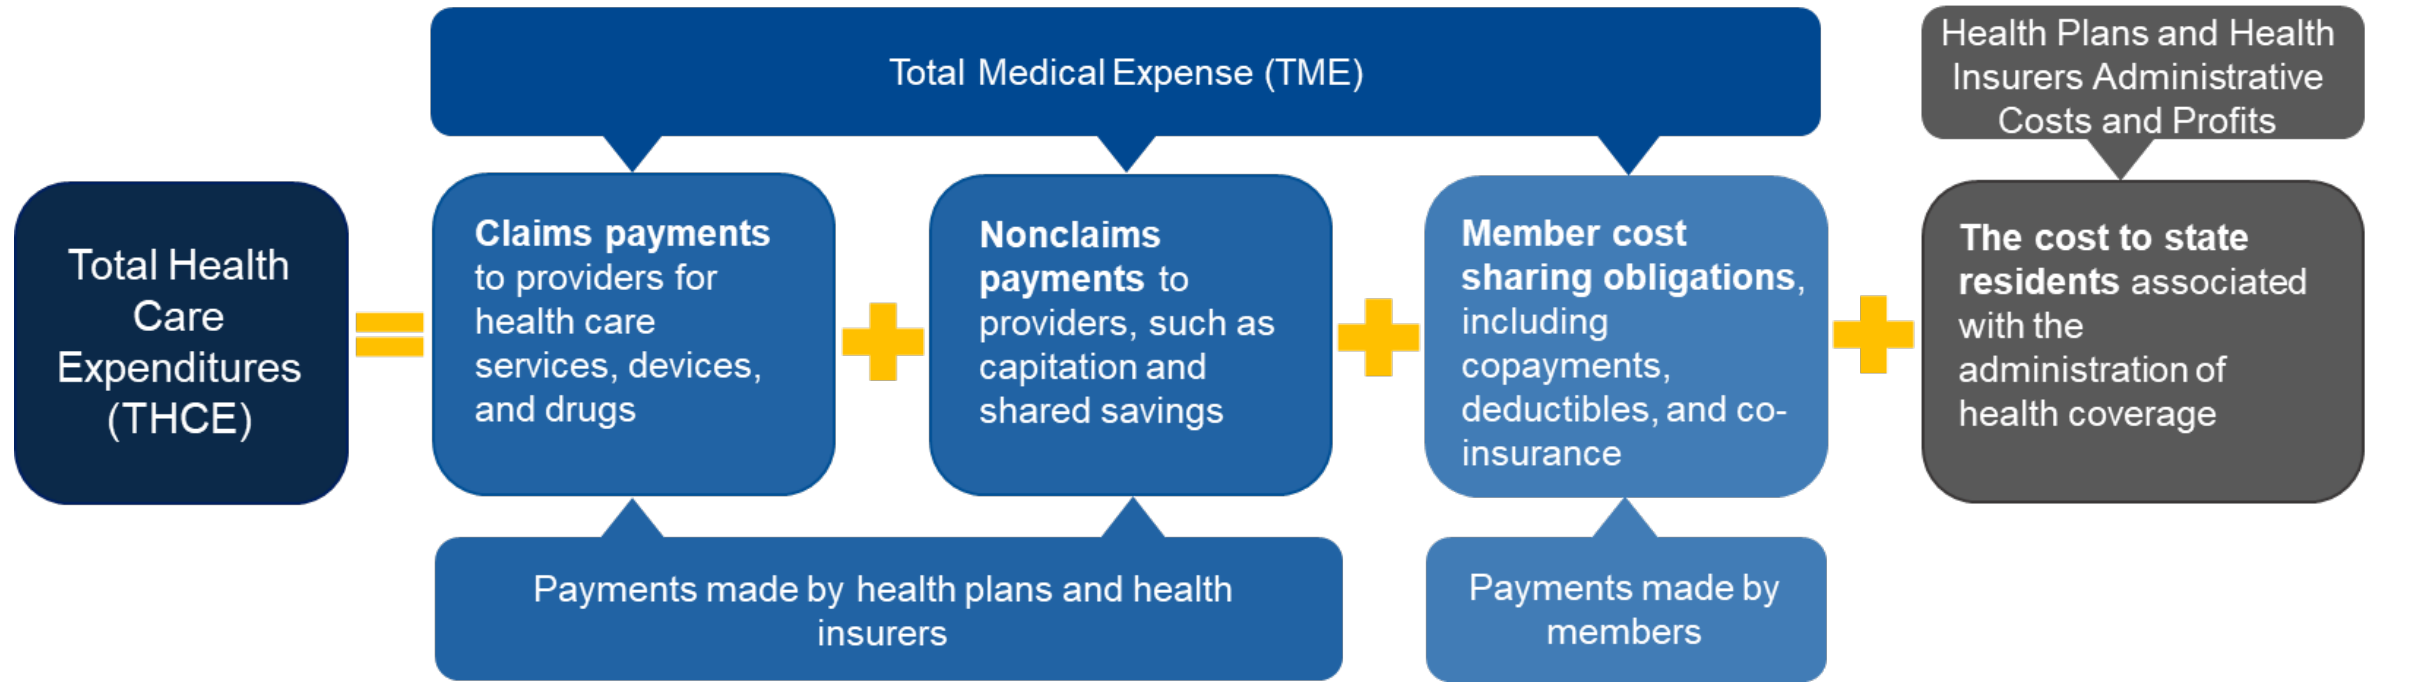 Total Medical Expense (TME)
Health Plans and Health
Insurers Administrative
Costs and Profits
Total Health
Care
Expenditures
(THCE)
=
Claims payments
to providers for
health care
services, devices,
and drugs
+
Nonclaims
payments to
providers, such as
capitation and
shared savings
+
Member cost
sharing obligations,
including
copayments,
deductibles, and co-
insurance
+
The cost to state
residents associated
with the
administration of
health coverage
Payments made by health plans and health
insurers
Payments made by
members